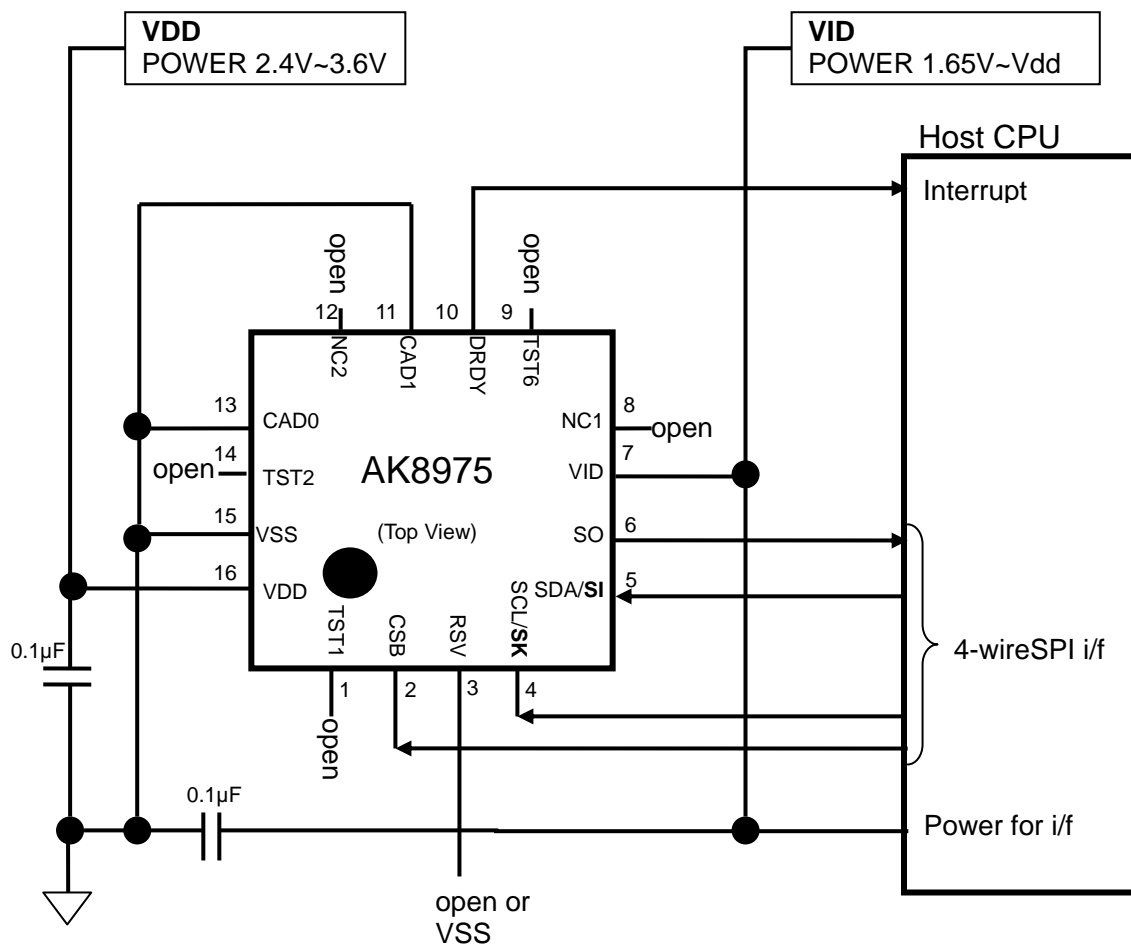 VDD
POWER 2.4V~3.6V
VID
POWER 1.65V~Vdd
Host CPU
Interrupt
open
open
12
11
10
9
NC2
CAD1
DRDY
TST6
13
CAD0
NC1
8
open
open
14
TST2
AK8975
VID
7
15
VSS
(Top View)
SO
6
16
VDD
SDA/SI
5
TST1
CSB
RSV
SCL/SK
0.1µF
4-wireSPI i/f
1
2
3
4
open
0.1µF
Power for i/f
open or
VSS